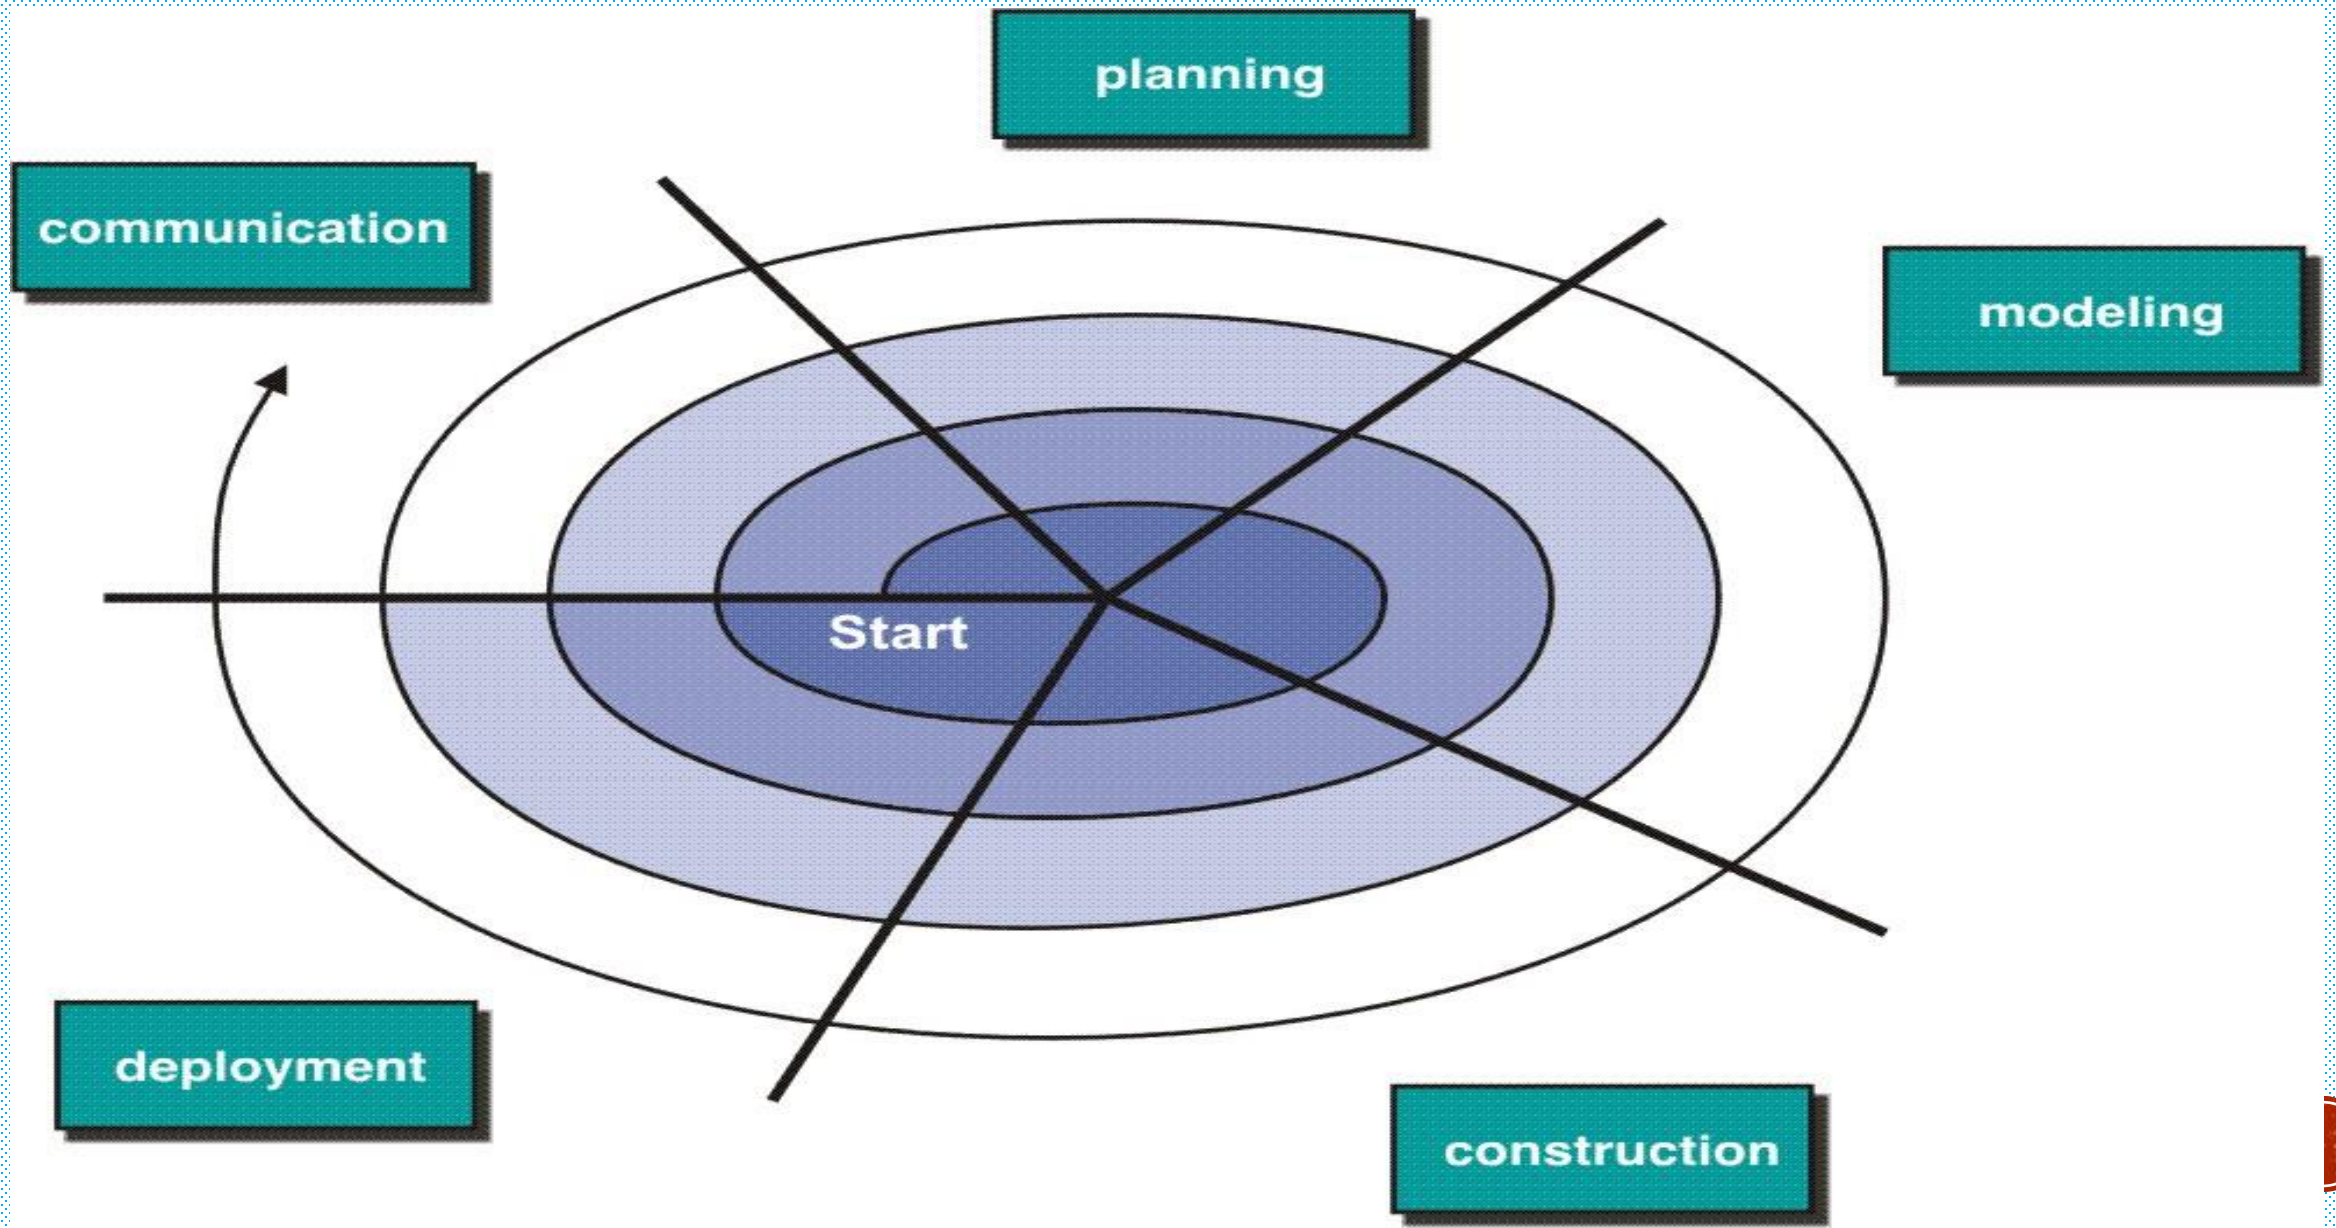 planning
communication
modeling
Start
deployment
construction